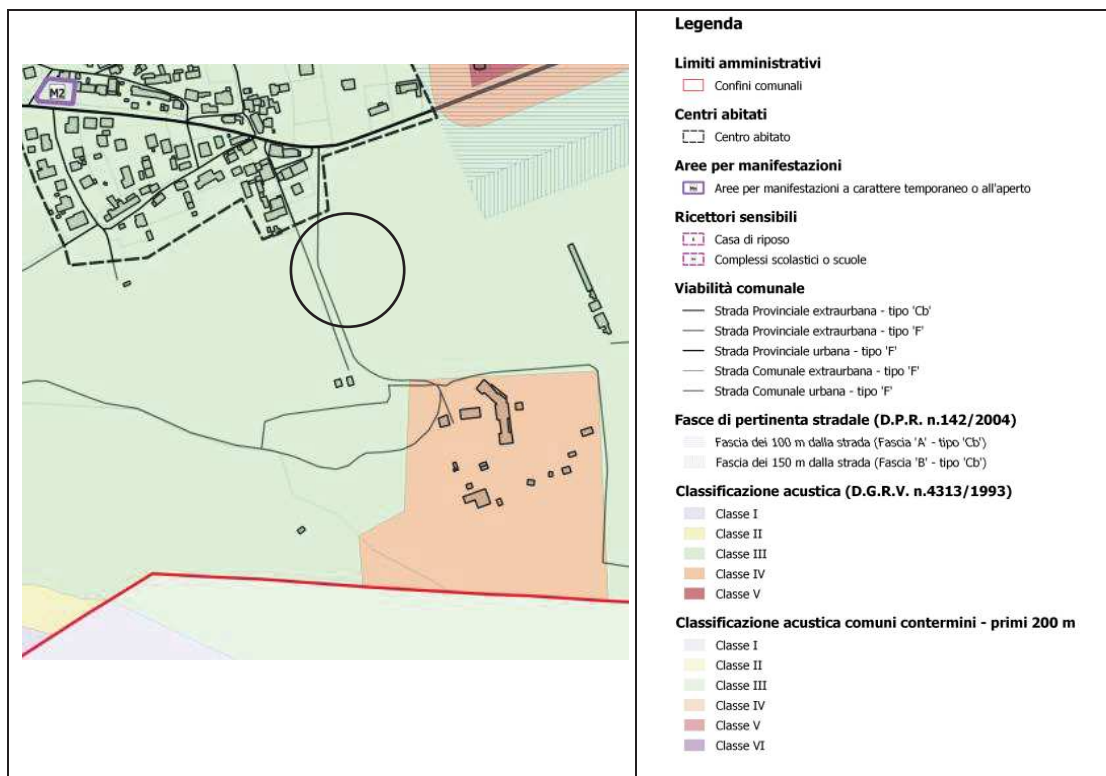 M2
Legenda
Limiti amministrativi
Confini comunali
Centri abitati
Centro abitato
Aree per manifestazioni
Aree per manifestazioni a carattere temporaneo o all'aperto
Ricettori sensibili
Casa di riposo
Complessi scolastici o scuole
Viabilità comunale
Strada Provinciale extraurbana - tipo 'Cb'
Strada Provinciale extraurbana - tipo 'F'
Strada Provinciale urbana - tipo 'F'
Strada Comunale extraurbana - tipo 'F'
Strada Comunale urbana - tipo 'F'
Fasce di pertinenta stradale (D.P.R. n.142/2004)
Fascia dei 100 m dalla strada (Fascia 'A' - tipo 'Cb')
Fascia dei 150 m dalla strada (Fascia 'B' - tipo 'Cb')
Classificazione acustica (D.G.R.V. n.4313/1993)
Classe I
Classe II
Classe III
Classe IV
Classe V
Classificazione acustica comuni contermini - primi 200 m
Classe I
Classe II
Classe III
Classe IV
Classe V
Classe VI